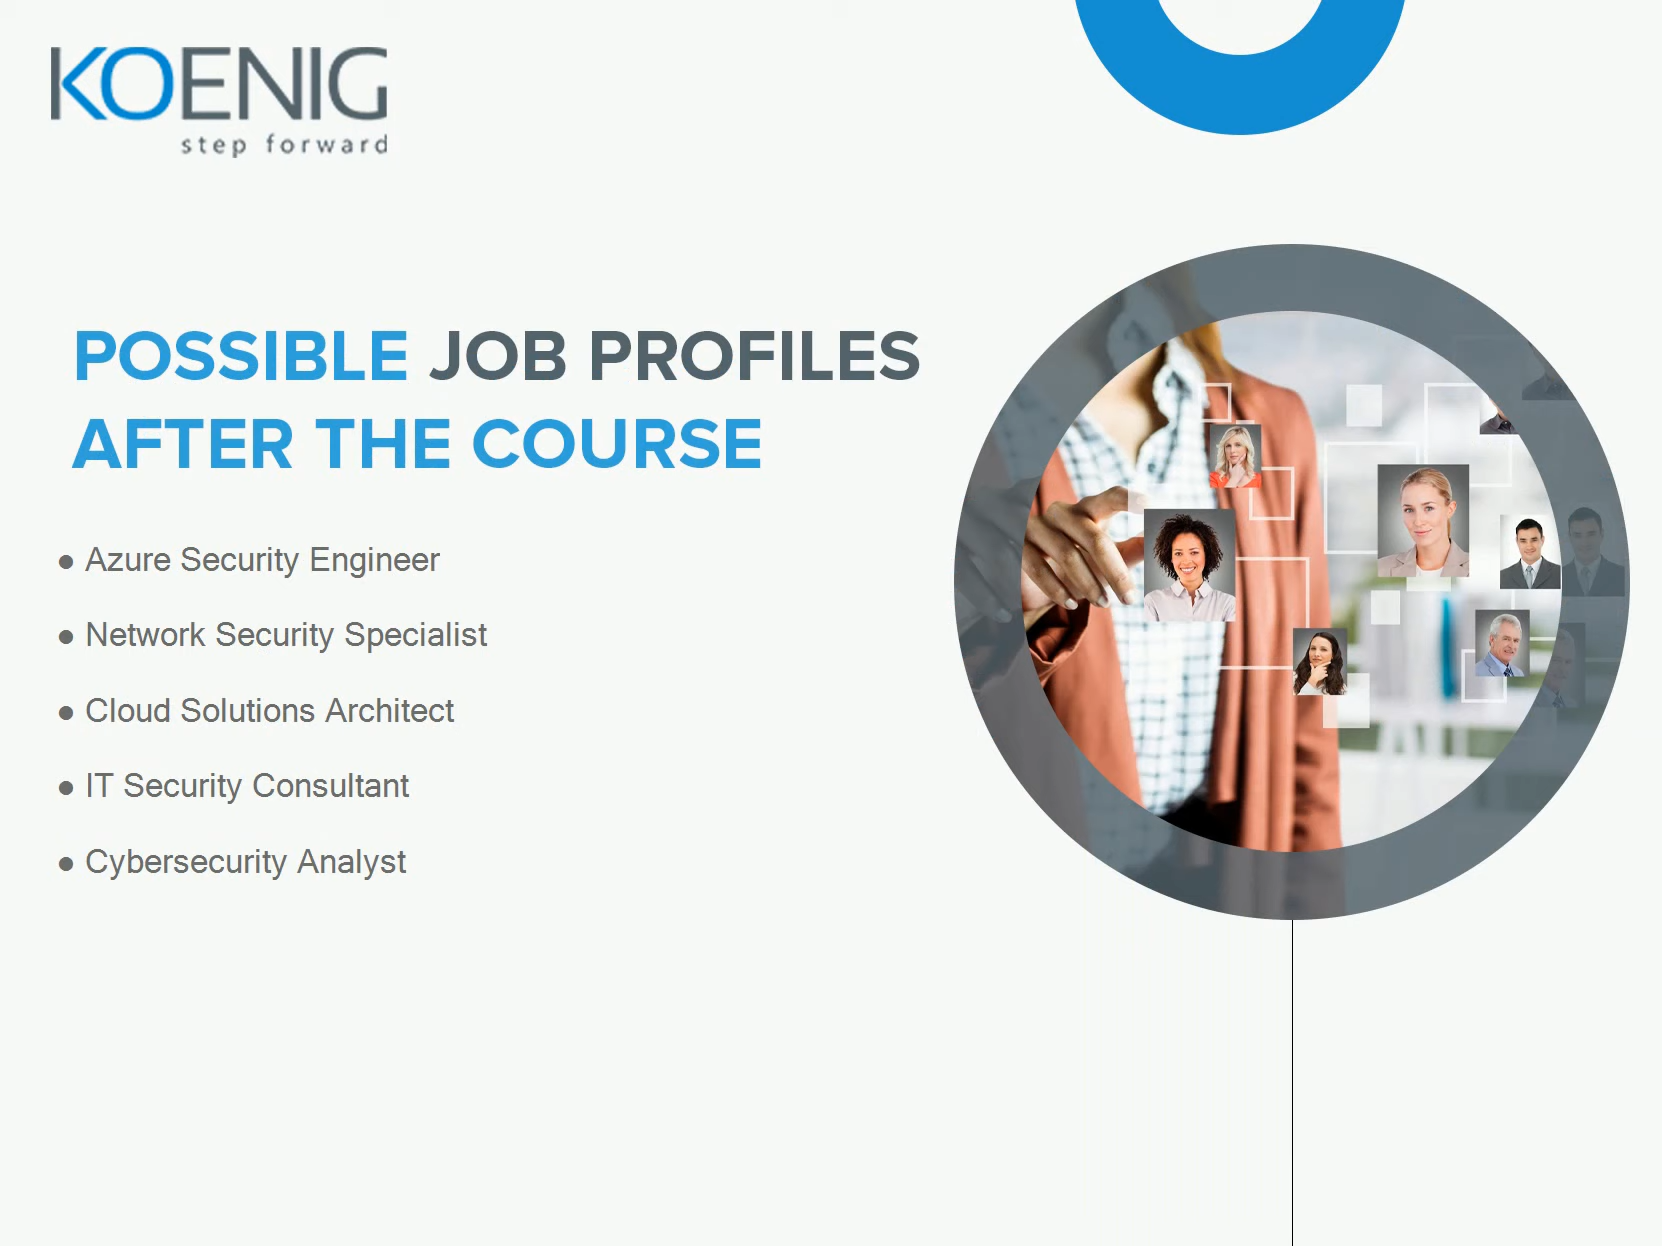 KOENIG
step forward
POSSIBLE JOB PROFILES
AFTER THE COURSE
● Azure Security Engineer
● Network Security Specialist
● Cloud Solutions Architect
● IT Security Consultant
● Cybersecurity Analyst